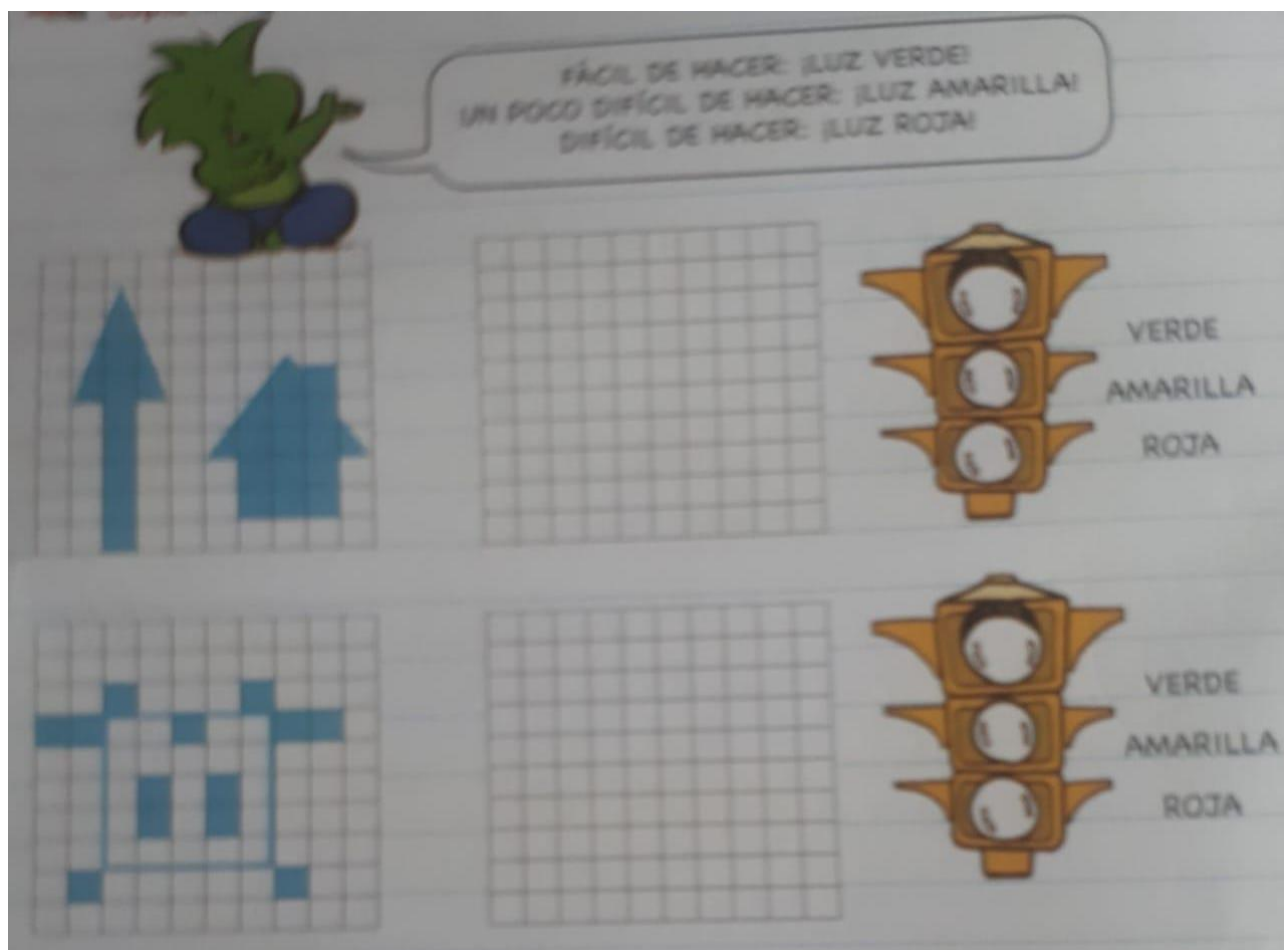 FÁCIL DE HACER: ¡LUZ VERDE!
UN POCO DIFÍCIL DE HACER: ¡LUZ AMARILLA!
DIFÍCIL DE HACER: ¡LUZ ROJA!
VERDE
AMARILLA
ROJA
VERDE
AMARILLA
ROJA